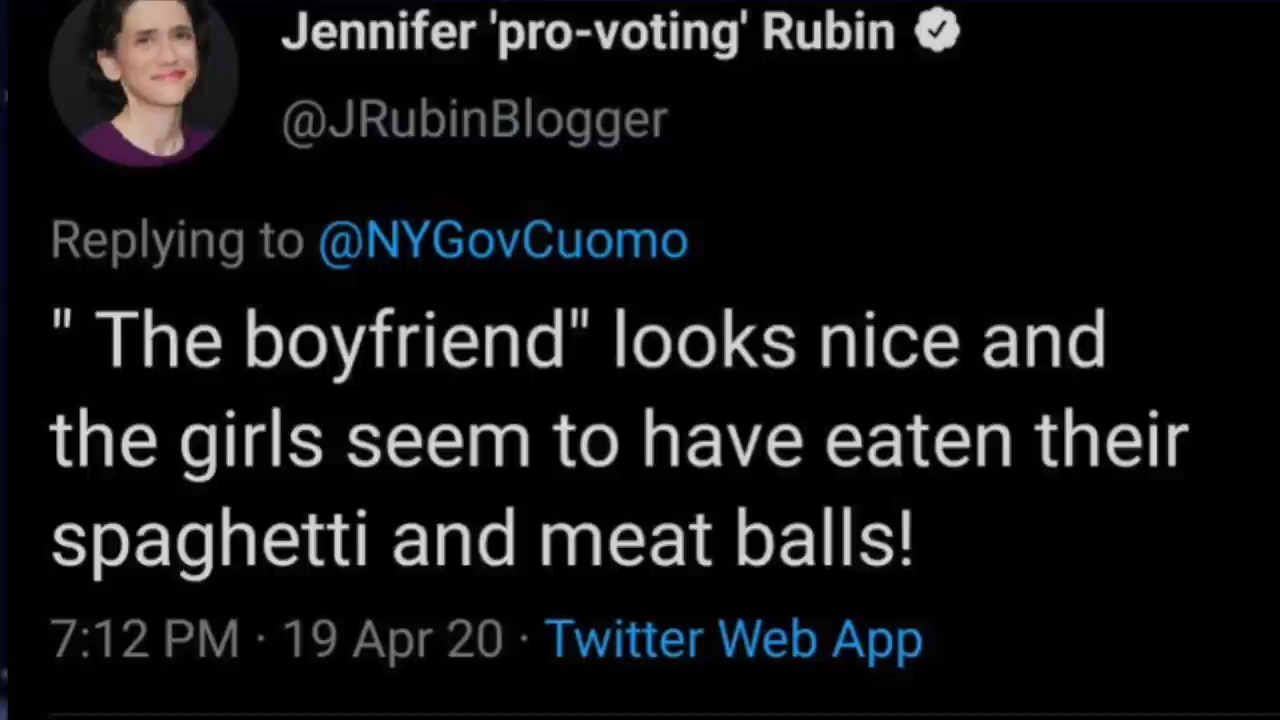 Jennifer 'pro-voting' Rubin
@JRubinBlogger
Replying to @NYGovCuomo
" The boyfriend" looks nice and
the girls seem to have eaten their
spaghetti and meat balls!
7:12 PM · 19 Apr 20 · Twitter Web App